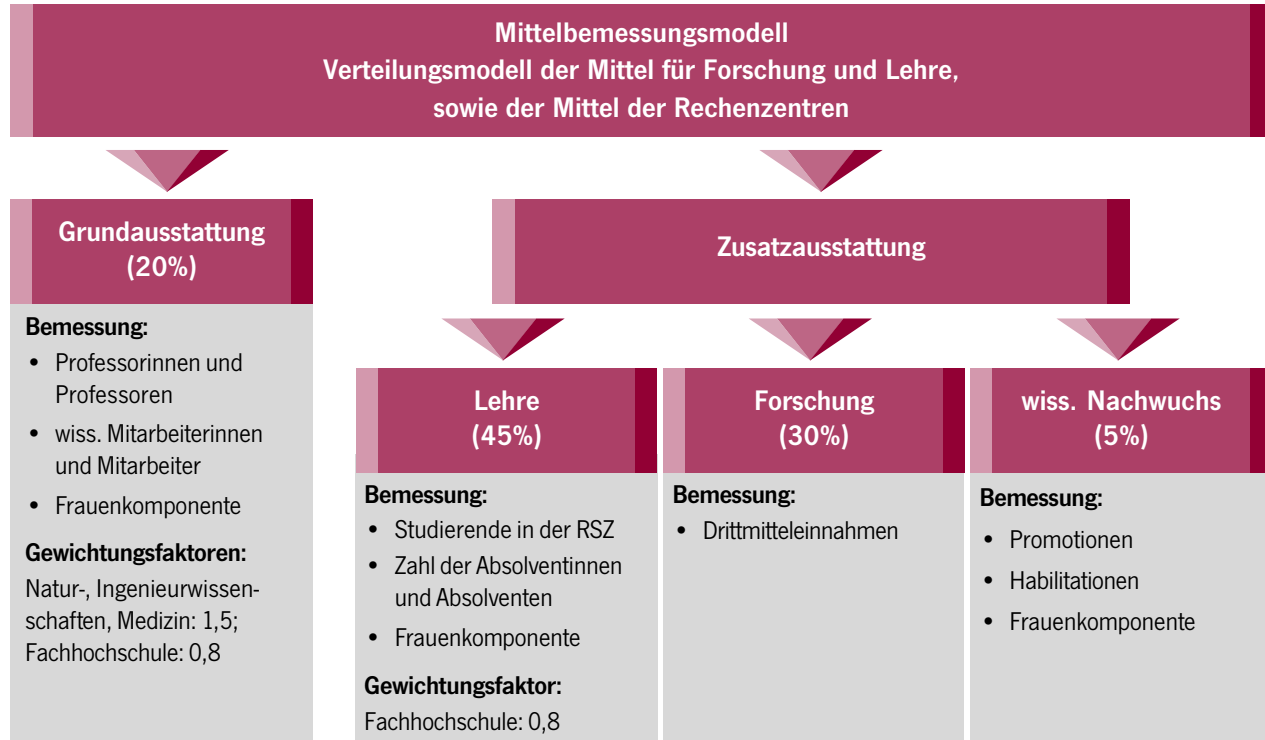 Mittelbemessungsmodell
Verteilungsmodell der Mittel für Forschung und Lehre,
sowie der Mittel der Rechenzentren
Grundausstattung
(20%)
Bemessung:
• Professorinnen und
Professoren
• wiss. Mitarbeiterinnen
und Mitarbeiter
• Frauenkomponente
Gewichtungsfaktoren:
Natur-, Ingenieurwissen-
schaften, Medizin: 1,5;
Fachhochschule: 0,8
Zusatzausstattung
Lehre
(45%)
Bemessung:
• Studierende in der RSZ
• Zahl der Absolventinnen
und Absolventen
• Frauenkomponente
Gewichtungsfaktor:
Fachhochschule: 0,8
Forschung
(30%)
Bemessung:
• Drittmitteleinnahmen
wiss. Nachwuchs
(5%)
Bemessung:
• Promotionen
• Habilitationen
• Frauenkomponente